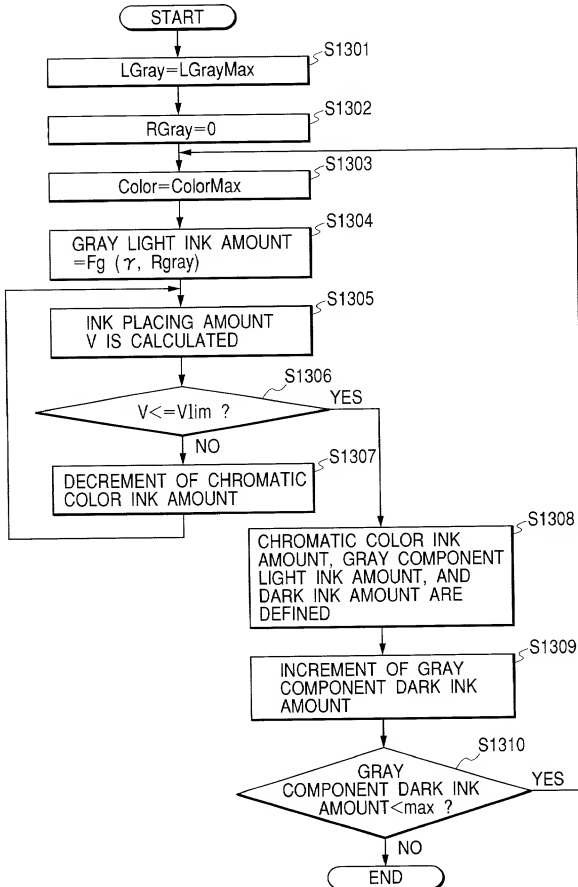 START
S1301
LGray=LGrayMax
S1302
RGray=0
S1303
Color=ColorMax
S1304
GRAY LIGHT INK AMOUNT
=Fg (γ, Rgray)
S1305
INK PLACING AMOUNT
V IS CALCULATED
S1306
V<=Vlim ?
YES
NO
S1307
DECREMENT OF CHROMATIC
COLOR INK AMOUNT
S1308
CHROMATIC COLOR INK
AMOUNT, GRAY COMPONENT
LIGHT INK AMOUNT, AND
DARK INK AMOUNT ARE
DEFINED
S1309
INCREMENT OF GRAY
COMPONENT DARK INK
AMOUNT
S1310
GRAY
COMPONENT DARK INK
AMOUNT<max ?
YES
NO
END